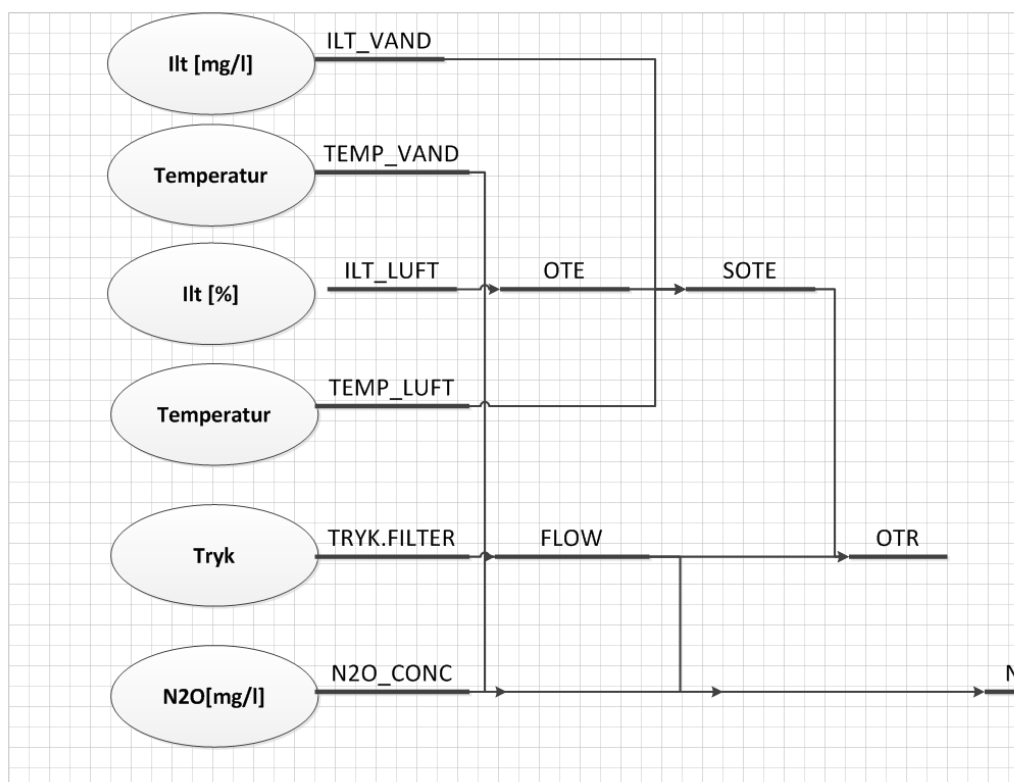 Ilt [mg/l]
ILT_VAND
Temperatur
TEMP_VAND
Ilt [%]
ILT_LUFT
OTE
SOTE
Temperatur
TEMP_LUFT
Tryk
TRYK.FILTER
FLOW
OTR
N2O[mg/l]
N2O_CONC